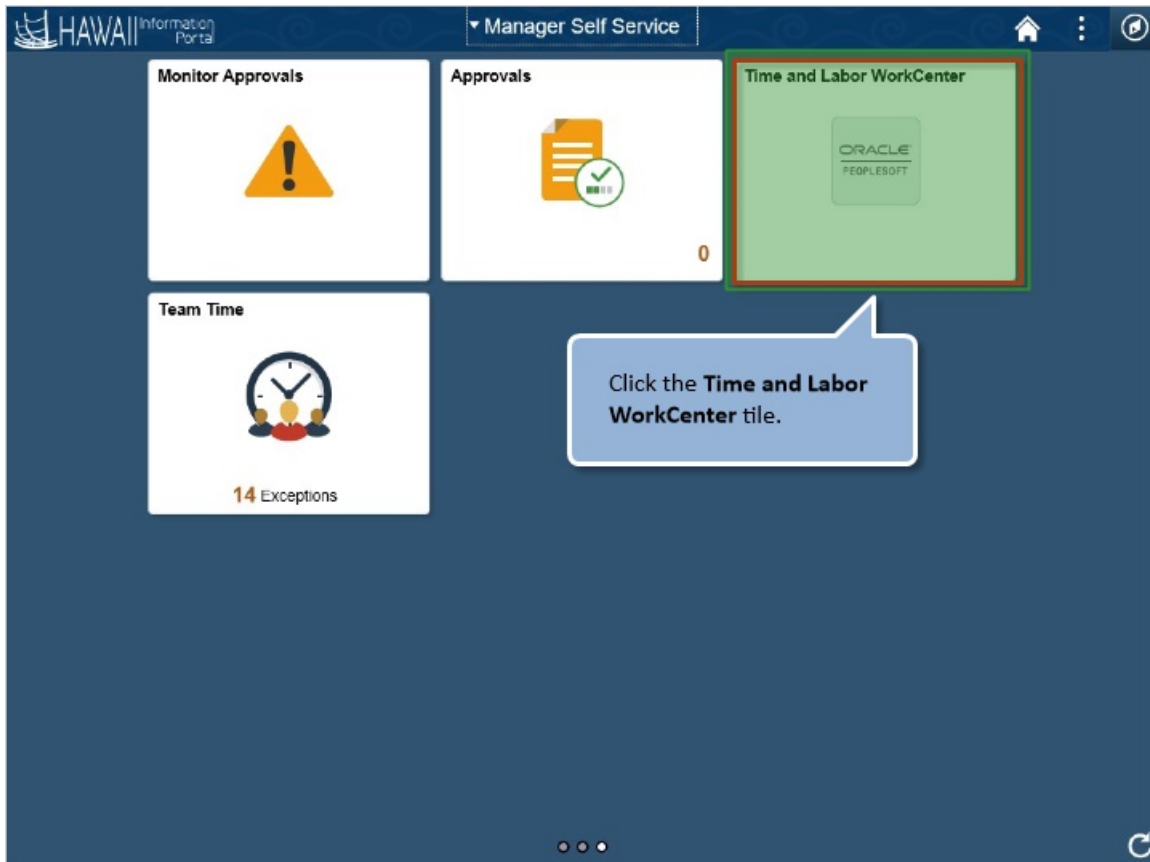 HAWAII Information Portal
Manager Self Service
Monitor Approvals
Approvals
0
Time and Labor WorkCenter
ORACLE
PEOPLESOFT
Team Time
14 Exceptions
Click the Time and Labor
WorkCenter tile.